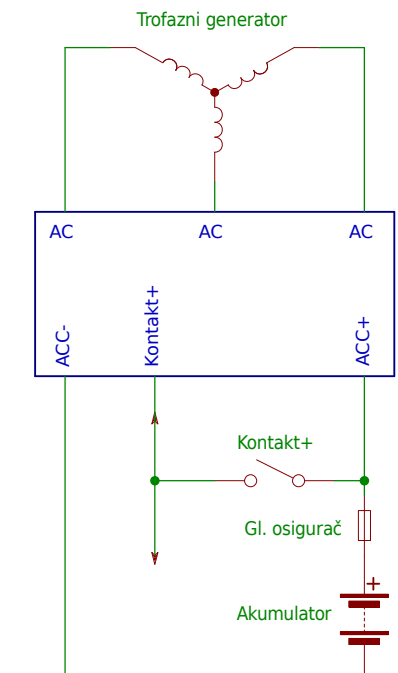 Trofazni generator
AC
AC
AC
ACC-
Kontakt+
ACC+
Kontakt+
Gl. osigurač
+
Akumulator